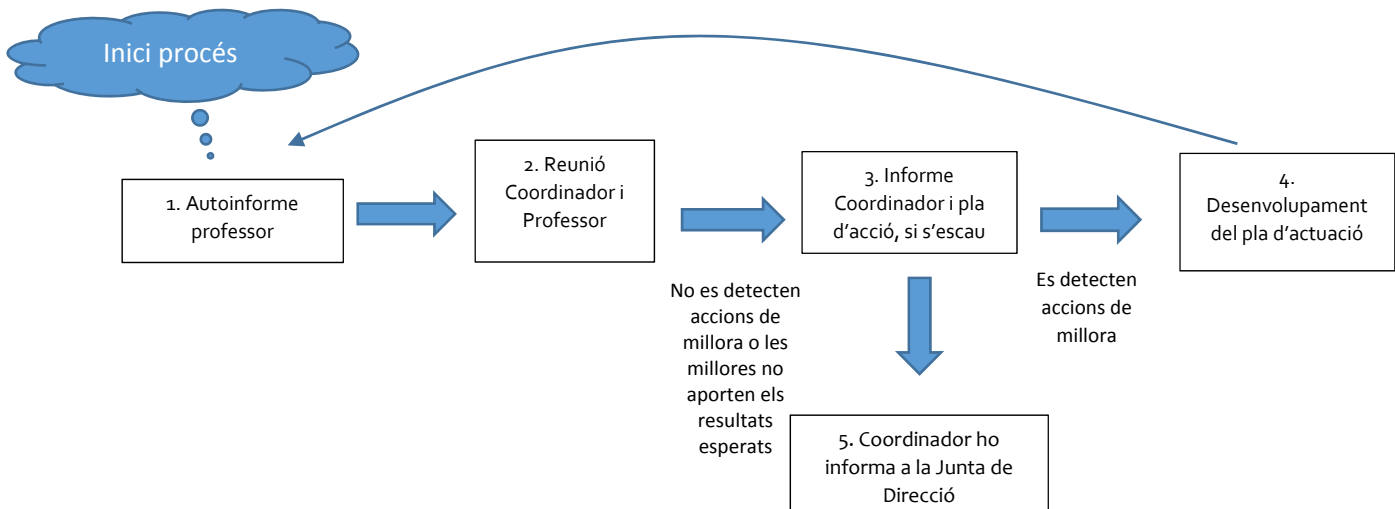 Inici procés
1. Autoinforme
professor
2. Reunió
Coordinador i
Professor
3. Informe
Coordinador i pla
d’acció, si s’escau
4.
Desenvolupament
del pla d’actuació
No es detecten
accions de
millora o les
millores no
aporten els
resultats
esperats
Es detecten
accions de
millora
5. Coordinador ho
informa a la Junta de
Direcció